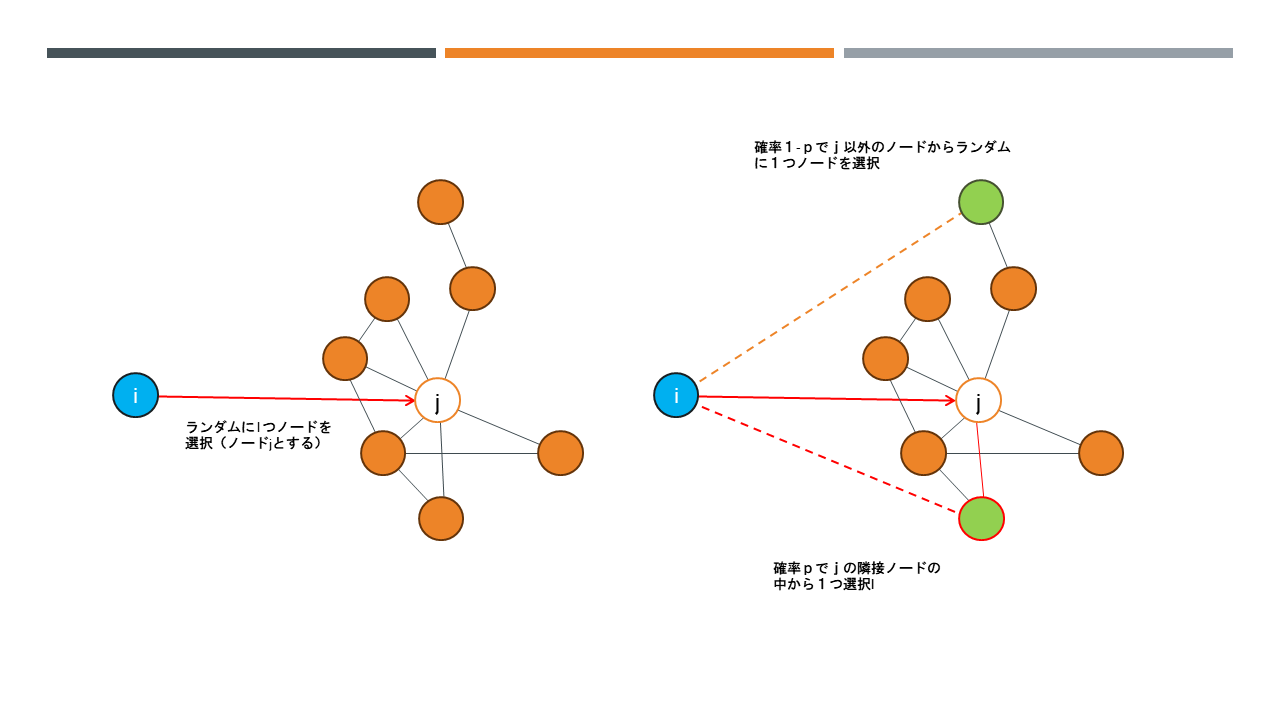 i
j
ランダムに1つノードを
選択（ノードjとする）
確率１-ｐでｊ以外のノードからランダム
に１つノードを選択
i
j
確率ｐでｊの隣接ノードの
中から１つ選択l